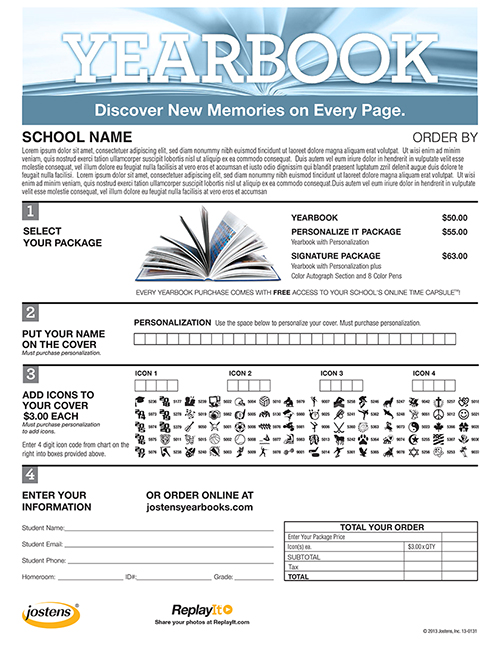 YEARBOOK
Discover New Memories on Every Page.
SCHOOL NAME
ORDER BY
Lorem ipsum dolor sit amet, consectetuer adipiscing elit, sed diam nonummy nibh euismod tincidunt ut laoreet dolore magna aliquam erat volutpat. Ut wisi enim ad minim
veniam, quis nostrud exerci tation ullamcorper suscipit lobortis nisl ut aliquip ex ea commodo consequat. Duis autem vel eum iriure dolor in hendrerit in vulputate velit esse
molestie consequat, vel illum dolore eu feugiat nulla facilisis at vero eros et accumsan et iusto odio dignissim qui blandit praesent luptatum zzril delenit augue duis dolore te
feugait nulla facilisi. Lorem ipsum dolor sit amet, consectetuer adipiscing elit, sed diam nonummy nibh euismod tincidunt ut laoreet dolore magna aliquam erat volutpat. Ut wisi
enim ad minim veniam, quis nostrud exerci tation ullamcorper suscipit lobortis nisl ut aliquip ex ea commodo consequat.Duis autem vel eum iriure dolor in hendrerit in vulputate
velit esse molestie consequat, vel illum dolore eu feugiat nulla facilisis at vero eros et accumsan
1
SELECT
YOUR PACKAGE
YEARBOOK $50.00
PERSONALIZE IT PACKAGE $55.00
Yearbook with Personalization
SIGNATURE PACKAGE $63.00
Yearbook with Personalization plus
Color Autograph Section and 8 Color Pens
EVERY YEARBOOK PURCHASE COMES WITH FREE ACCESS TO YOUR SCHOOL'S ONLINE TIME CAPSULE™!
2
PUT YOUR NAME
ON THE COVER
Must purchase personalization.
PERSONALIZATION Use the space below to personalize your cover. Must purchase personalization.
3
ADD ICONS TO
YOUR COVER
$3.00 EACH
Must purchase personalization
to add icons.
Enter 4 digit icon code from chart on the
right into boxes provided above.
ICON 1 ICON 2 ICON 3 ICON 4
4
ENTER YOUR
INFORMATION
OR ORDER ONLINE AT
jostensyearbooks.com
Student Name:
Student Email:
Student Phone:
Homeroom: ID#: Grade:
TOTAL YOUR ORDER
Enter Your Package Price
Icon(s) ea. $3.00 x QTY
SUBTOTAL
Tax
TOTAL
jostens®
ReplayIt
Share your photos at ReplayIt.com
© 2013 Jostens, Inc. 13-0131